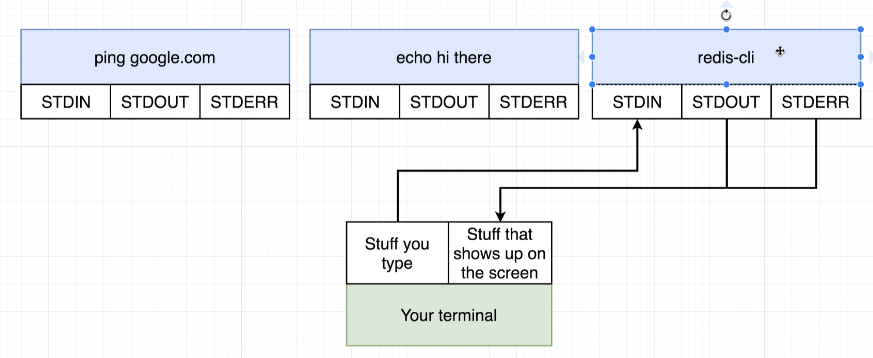 ping google.com
echo hi there
redis-cli
STDIN
STDOUT
STDERR
STDIN
STDOUT
STDERR
STDIN
STDOUT
STDERR
Stuff you
type
Stuff that
shows up on
the screen
Your terminal